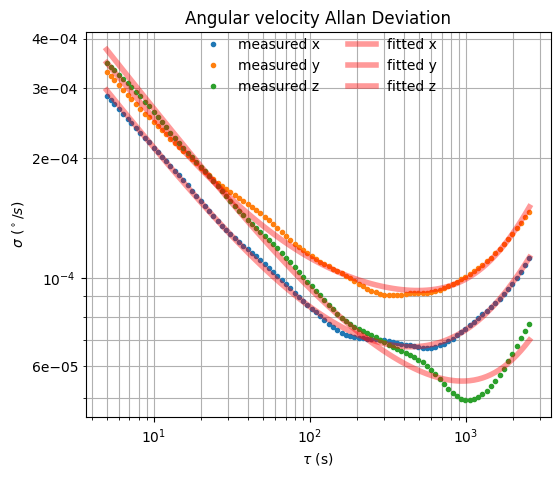 Angular velocity Allan Deviation
measured x
measured y
measured z
fitted x
fitted y
fitted z
4e−04
3e−04
2e−04
10⁻⁴
6e−05
σ (°/s)
10¹
10²
10³
τ (s)